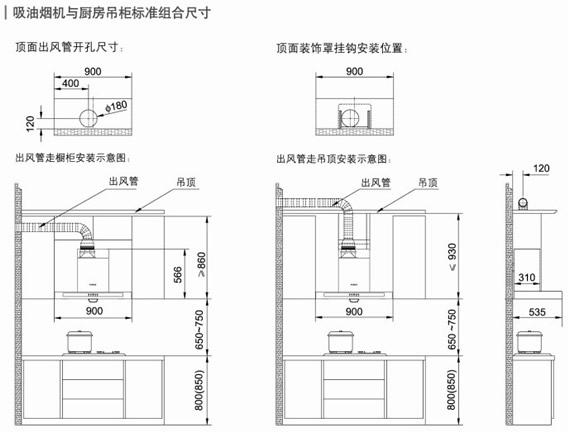 吸油烟机与厨房吊柜标准组合尺寸
顶面出风管开孔尺寸:
顶面装饰罩挂钩安装位置:
900
400
ϕ180
120
900
出风管走橱柜安装示意图:
出风管走吊顶安装示意图:
出风管
吊顶
566
≥860
900
650~750
800(850)
出风管
吊顶
≤930
900
650~750
800(850)
120
310
535